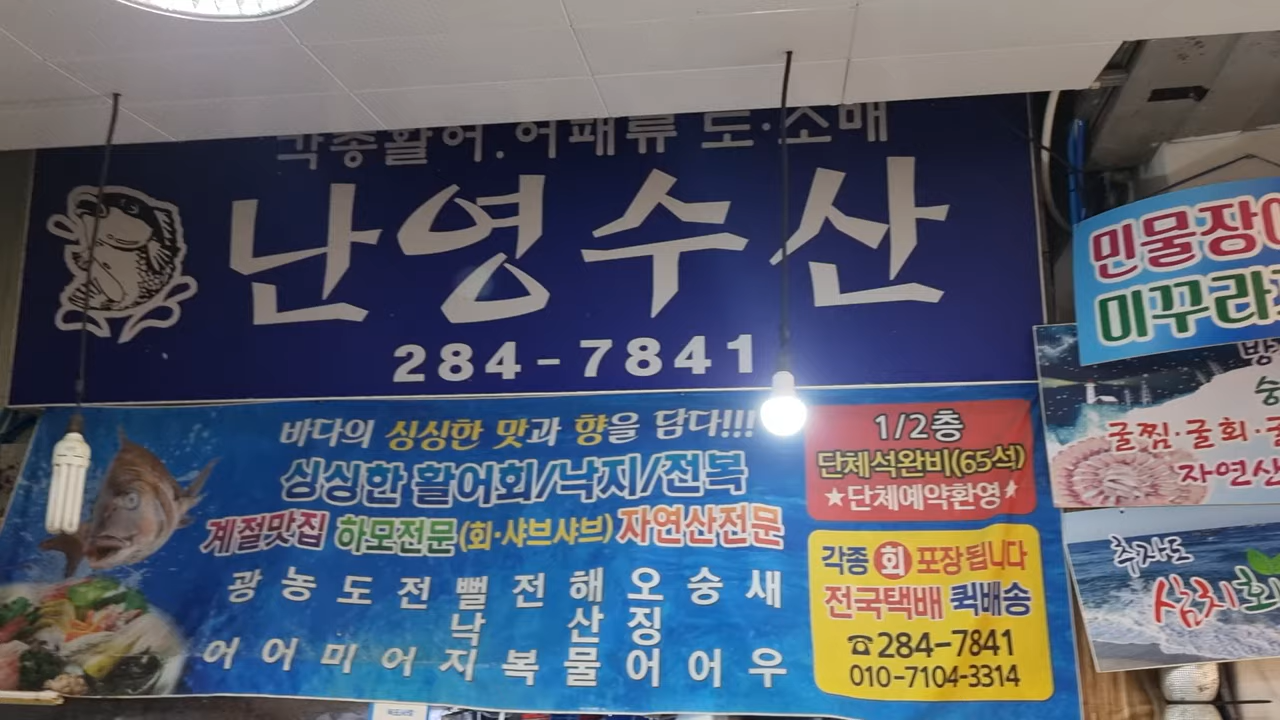 각종활어.어패류 도·소매
난영수산
284-7841
바다의 싱싱한 맛과 향을 담다!!!
싱싱한 활어회/낙지/전복
계절맛집 하모전문(회·샤브샤브)자연산전문
광어 농어 도미 전어 뻘낙지 전복 해산물 오징어 숭어 새우
1/2층
단체석완비(65석)
★단체예약환영★
각종 회 포장됩니다
전국택배 퀵배송
☎284-7841
010-7104-3314
민물장어
미꾸라지
굴찜·굴회·굴
자연산
추자도
삼치회